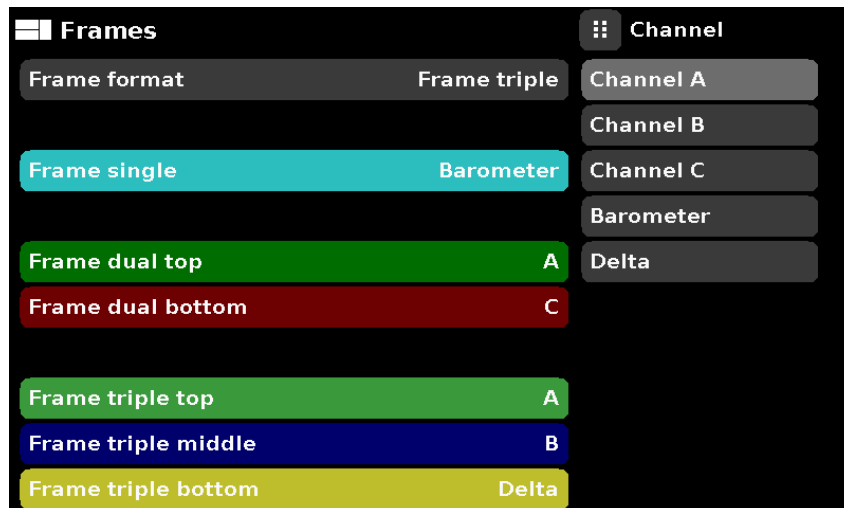 Frames
Frame format Frame triple
Frame single Barometer
Frame dual top A
Frame dual bottom C
Frame triple top A
Frame triple middle B
Frame triple bottom Delta
Channel
Channel A
Channel B
Channel C
Barometer
Delta